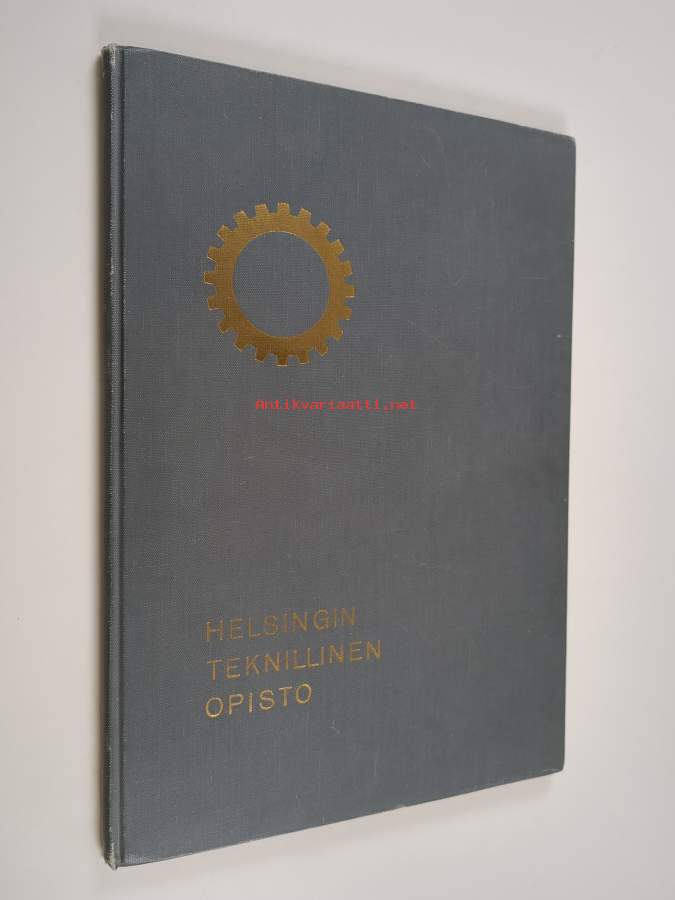 Antikvariaatti.net
HELSINGIN
TEKNILLINEN
OPISTO